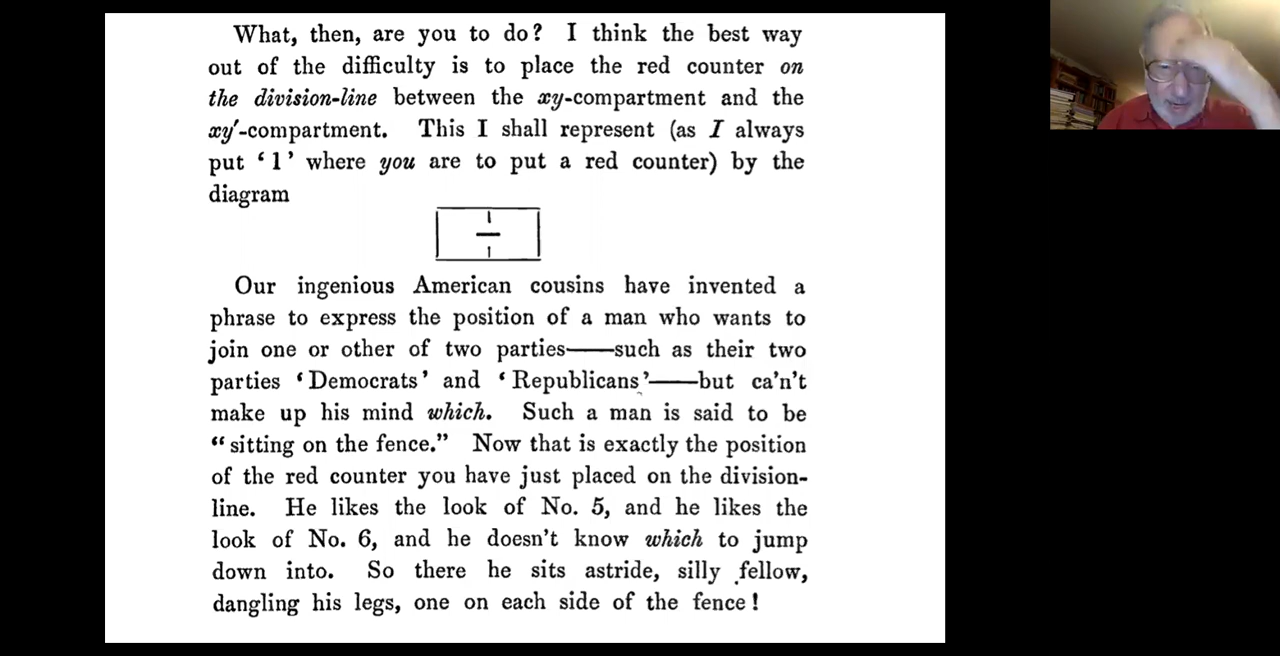 What, then, are you to do? I think the best way
out of the difficulty is to place the red counter on
the division-line between the xy-compartment and the
xy'-compartment. This I shall represent (as I always
put ‘1’ where you are to put a red counter) by the
diagram
Our ingenious American cousins have invented a
phrase to express the position of a man who wants to
join one or other of two parties——such as their two
parties ‘Democrats’ and ‘Republicans’——but ca’n’t
make up his mind which. Such a man is said to be
“sitting on the fence.” Now that is exactly the position
of the red counter you have just placed on the division-
line. He likes the look of No. 5, and he likes the
look of No. 6, and he doesn’t know which to jump
down into. So there he sits astride, silly fellow,
dangling his legs, one on each side of the fence!